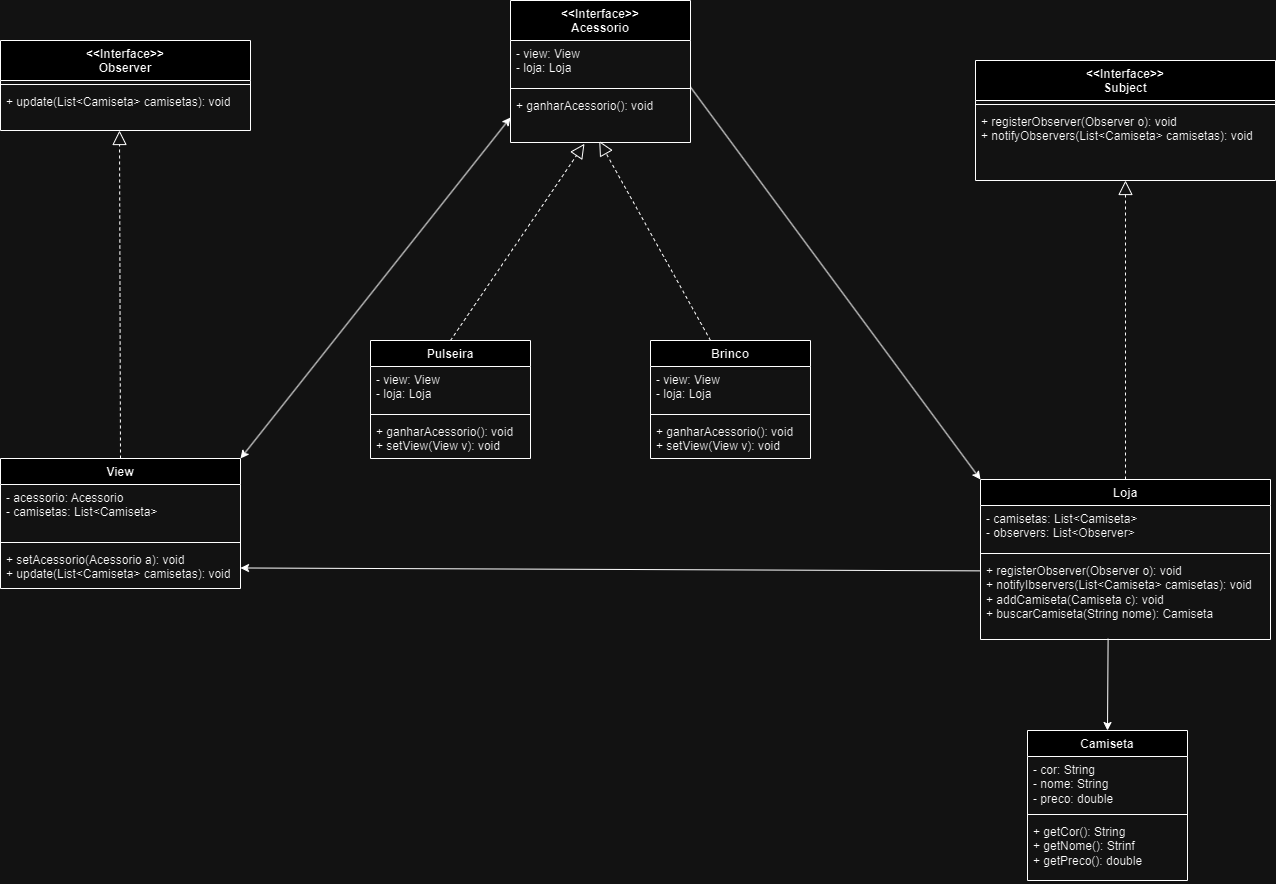 <<Interface>>
Observer
+ update(List<Camiseta> camisetas): void
<<Interface>>
Acessorio
- view: View
- loja: Loja
+ ganharAcessorio(): void
<<Interface>>
Subject
+ registerObserver(Observer o): void
+ notifyObservers(List<Camiseta> camisetas): void
Pulseira
- view: View
- loja: Loja
+ ganharAcessorio(): void
+ setView(View v): void
Brinco
- view: View
- loja: Loja
+ ganharAcessorio(): void
+ setView(View v): void
View
- acessorio: Acessorio
- camisetas: List<Camiseta>
+ setAcessorio(Acessorio a): void
+ update(List<Camiseta> camisetas): void
Loja
- camisetas: List<Camiseta>
- observers: List<Observer>
+ registerObserver(Observer o): void
+ notifyIbservers(List<Camiseta> camisetas): void
+ addCamiseta(Camiseta c): void
+ buscarCamiseta(String nome): Camiseta
Camiseta
- cor: String
- nome: String
- preco: double
+ getCor(): String
+ getNome(): Strinf
+ getPreco(): double